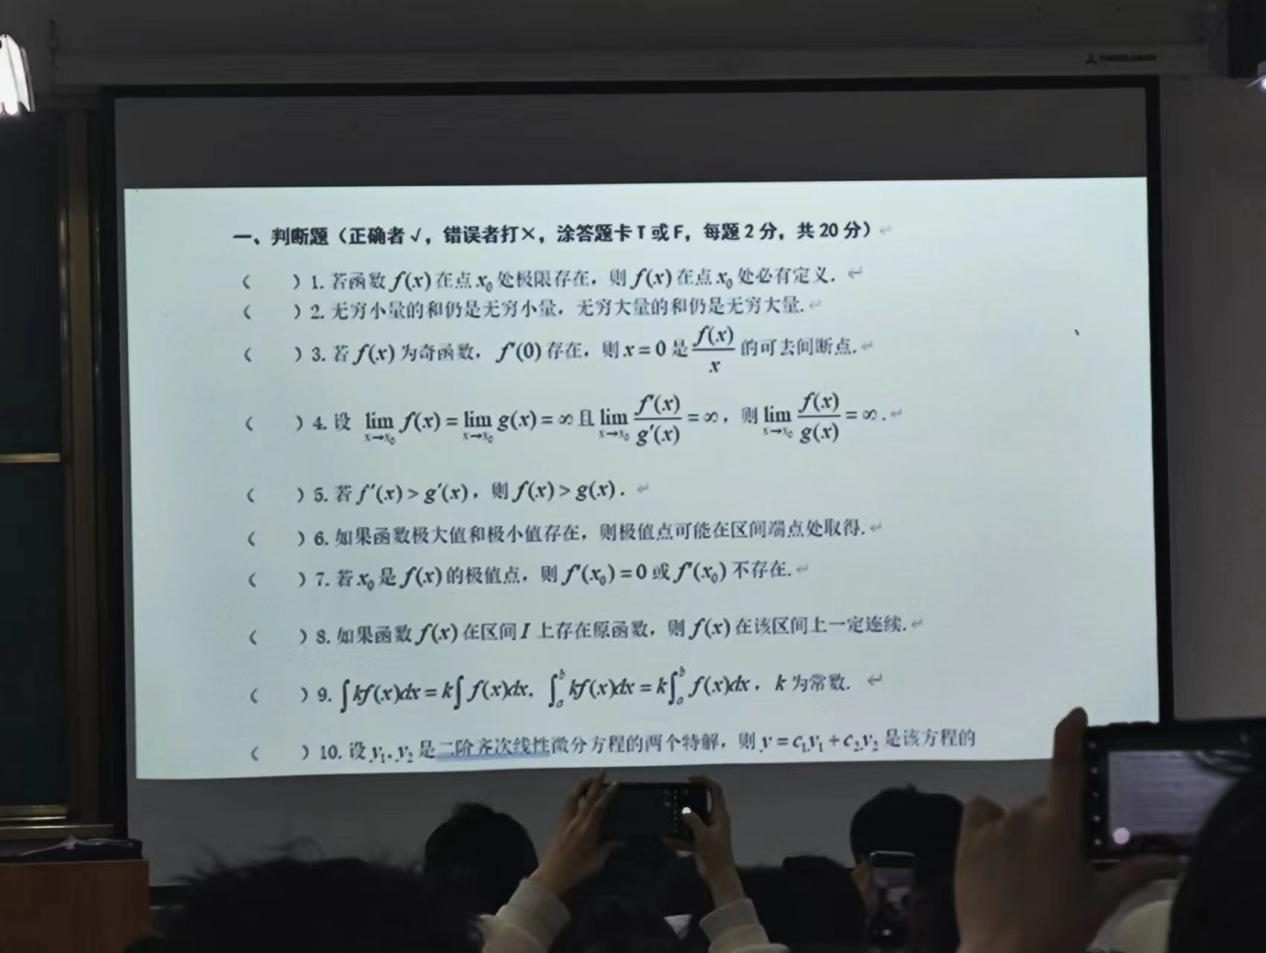 一、判断题（正确者√，错误者打×，涂答题卡 T 或 F，每题 2 分，共 20 分）
（ ）1. 若函数 f(x) 在点 x₀ 处极限存在，则 f(x) 在点 x₀ 处必有定义.
（ ）2. 无穷小量的和仍是无穷小量，无穷大量的和仍是无穷大量.
（ ）3. 若 f(x) 为奇函数，f'(0) 存在，则 x = 0 是 f(x)/x 的可去间断点.
（ ）4. 设 lim_{x→x₀} f(x) = lim_{x→x₀} g(x) = ∞ 且 lim_{x→x₀} f'(x)/g'(x) = ∞，则 lim_{x→x₀} f(x)/g(x) = ∞.
（ ）5. 若 f'(x) > g'(x)，则 f(x) > g(x).
（ ）6. 如果函数极大值和极小值存在，则极值点可能在区间端点处取得.
（ ）7. 若 x₀ 是 f(x) 的极值点，则 f'(x₀) = 0 或 f'(x₀) 不存在.
（ ）8. 如果函数 f(x) 在区间 I 上存在原函数，则 f(x) 在该区间上一定连续.
（ ）9. ∫kf(x)dx = k∫f(x)dx, ∫_a^b kf(x)dx = k∫_a^b f(x)dx，k 为常数.
（ ）10. 设 y₁, y₂ 是二阶齐次线性微分方程的两个特解，则 y = c₁y₁ + c₂y₂ 是该方程的